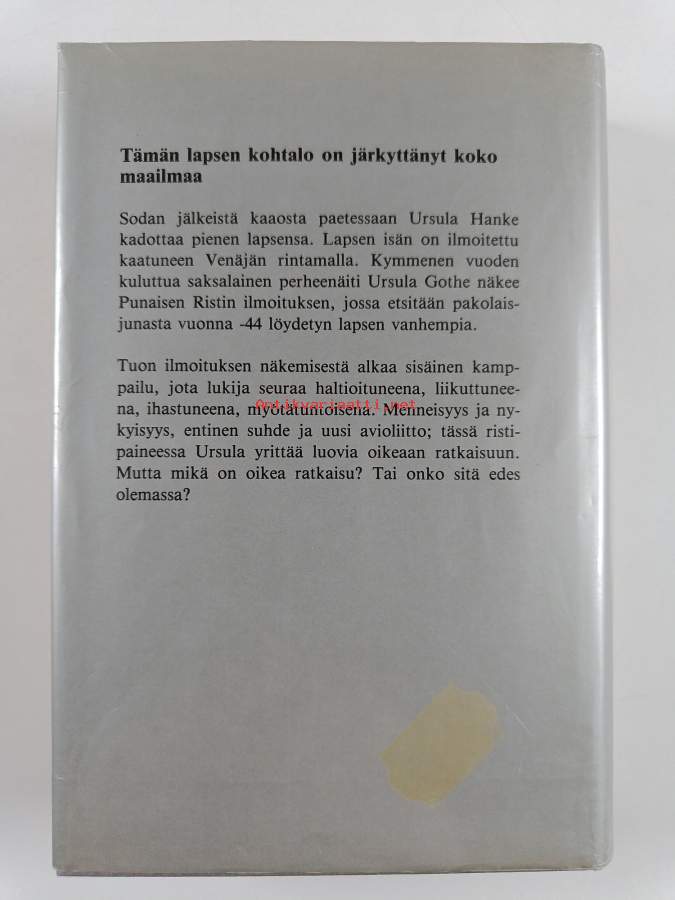 Tämän lapsen kohtalo on järkyttänyt koko
maailmaa
Sodan jälkeistä kaaosta paetessaan Ursula Hanke
kadottaa pienen lapsensa. Lapsen isän on ilmoitettu
kaatuneen Venäjän rintamalla. Kymmenen vuoden
kuluttua saksalainen perheenäiti Ursula Gothe näkee
Punaisen Ristin ilmoituksen, jossa etsitään pakolais-
junasta vuonna -44 löydetyn lapsen vanhempia.
Tuon ilmoituksen näkemisestä alkaa sisäinen kamp-
pailu, jota lukija seuraa haltioituneena, liikuttunee-
na, ihastuneena, myötätuntoisena. Menneisyys ja ny-
Antikvariaatti.net
kyisyys, entinen suhde ja uusi avioliitto; tässä risti-
paineessa Ursula yrittää luovia oikeaan ratkaisuun.
Mutta mikä on oikea ratkaisu? Tai onko sitä edes
olemassa?